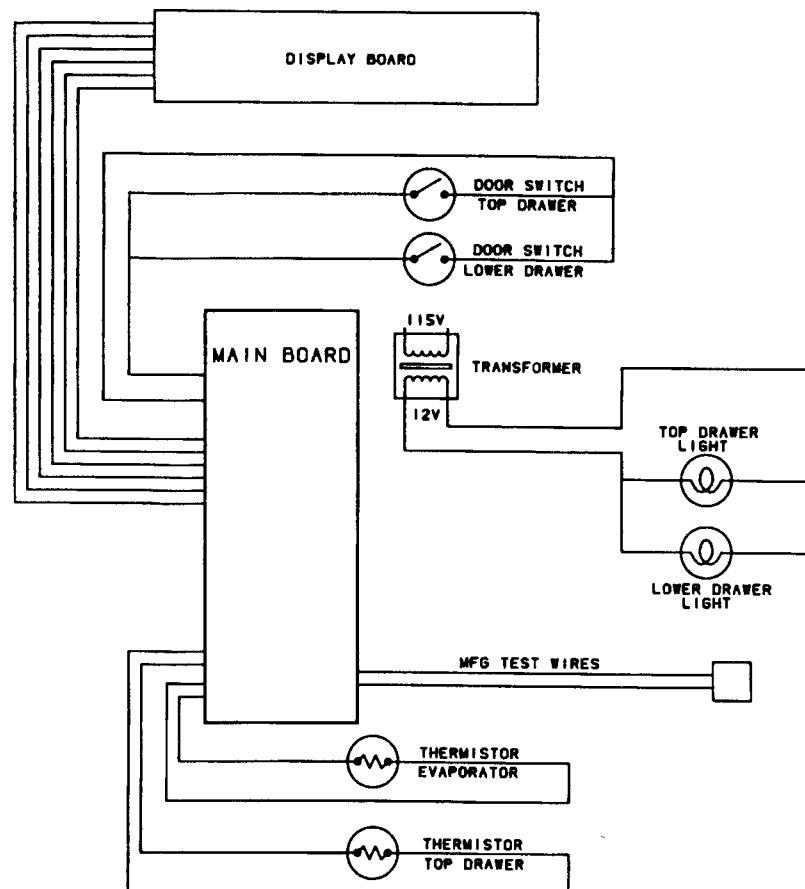 DISPLAY BOARD
DOOR SWITCH
TOP DRAWER
DOOR SWITCH
LOWER DRAWER
115V
MAIN BOARD
TRANSFORMER
12V
TOP DRAWER
LIGHT
LOWER DRAWER
LIGHT
MFG TEST WIRES
THERMISTOR
EVAPORATOR
THERMISTOR
TOP DRAWER